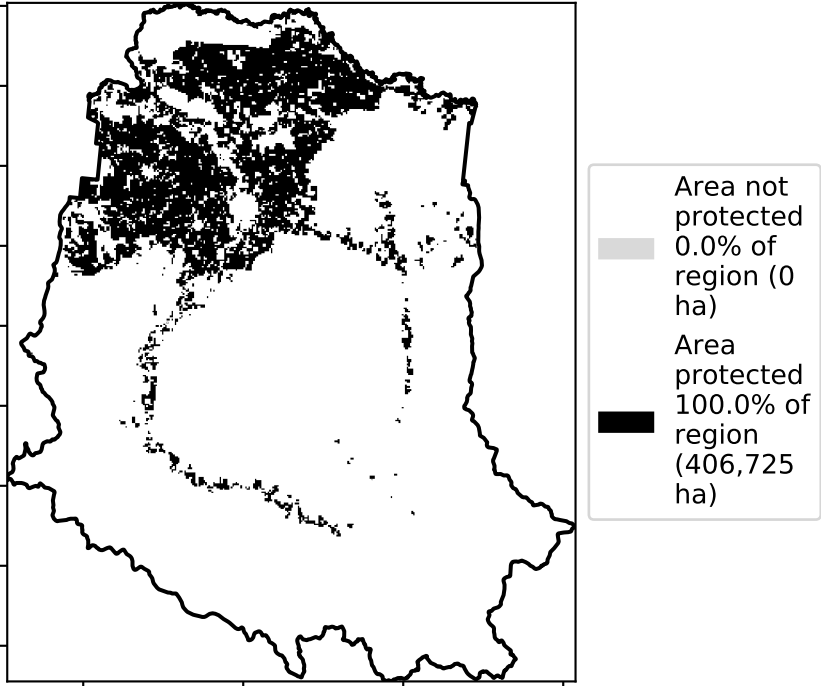 Area not
protected
0.0% of
region (0
ha)
Area
protected
100.0% of
region
(406,725
ha)